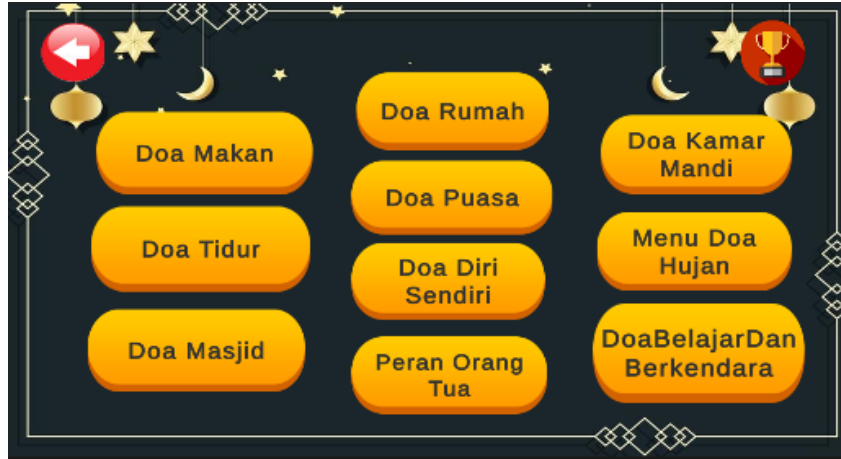 Doa Makan
Doa Tidur
Doa Masjid
Doa Rumah
Doa Puasa
Doa Diri
Sendiri
Peran Orang
Tua
Doa Kamar
Mandi
Menu Doa
Hujan
DoaBelajarDan
Berkendara